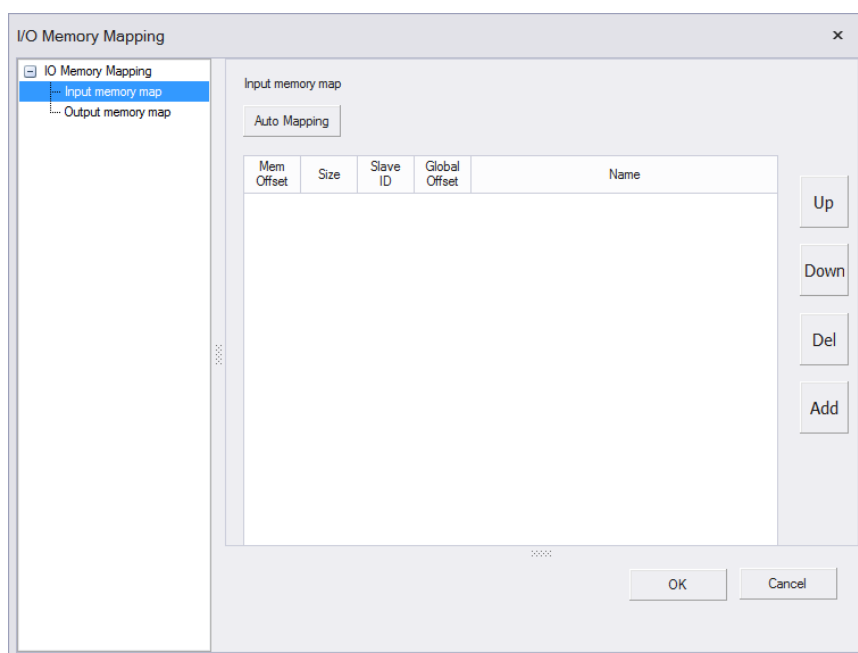 I/O Memory Mapping
IO Memory Mapping
Input memory map
Output memory map
Input memory map
Auto Mapping
Mem Offset Size Slave ID Global Offset Name
Up
Down
Del
Add
OK Cancel